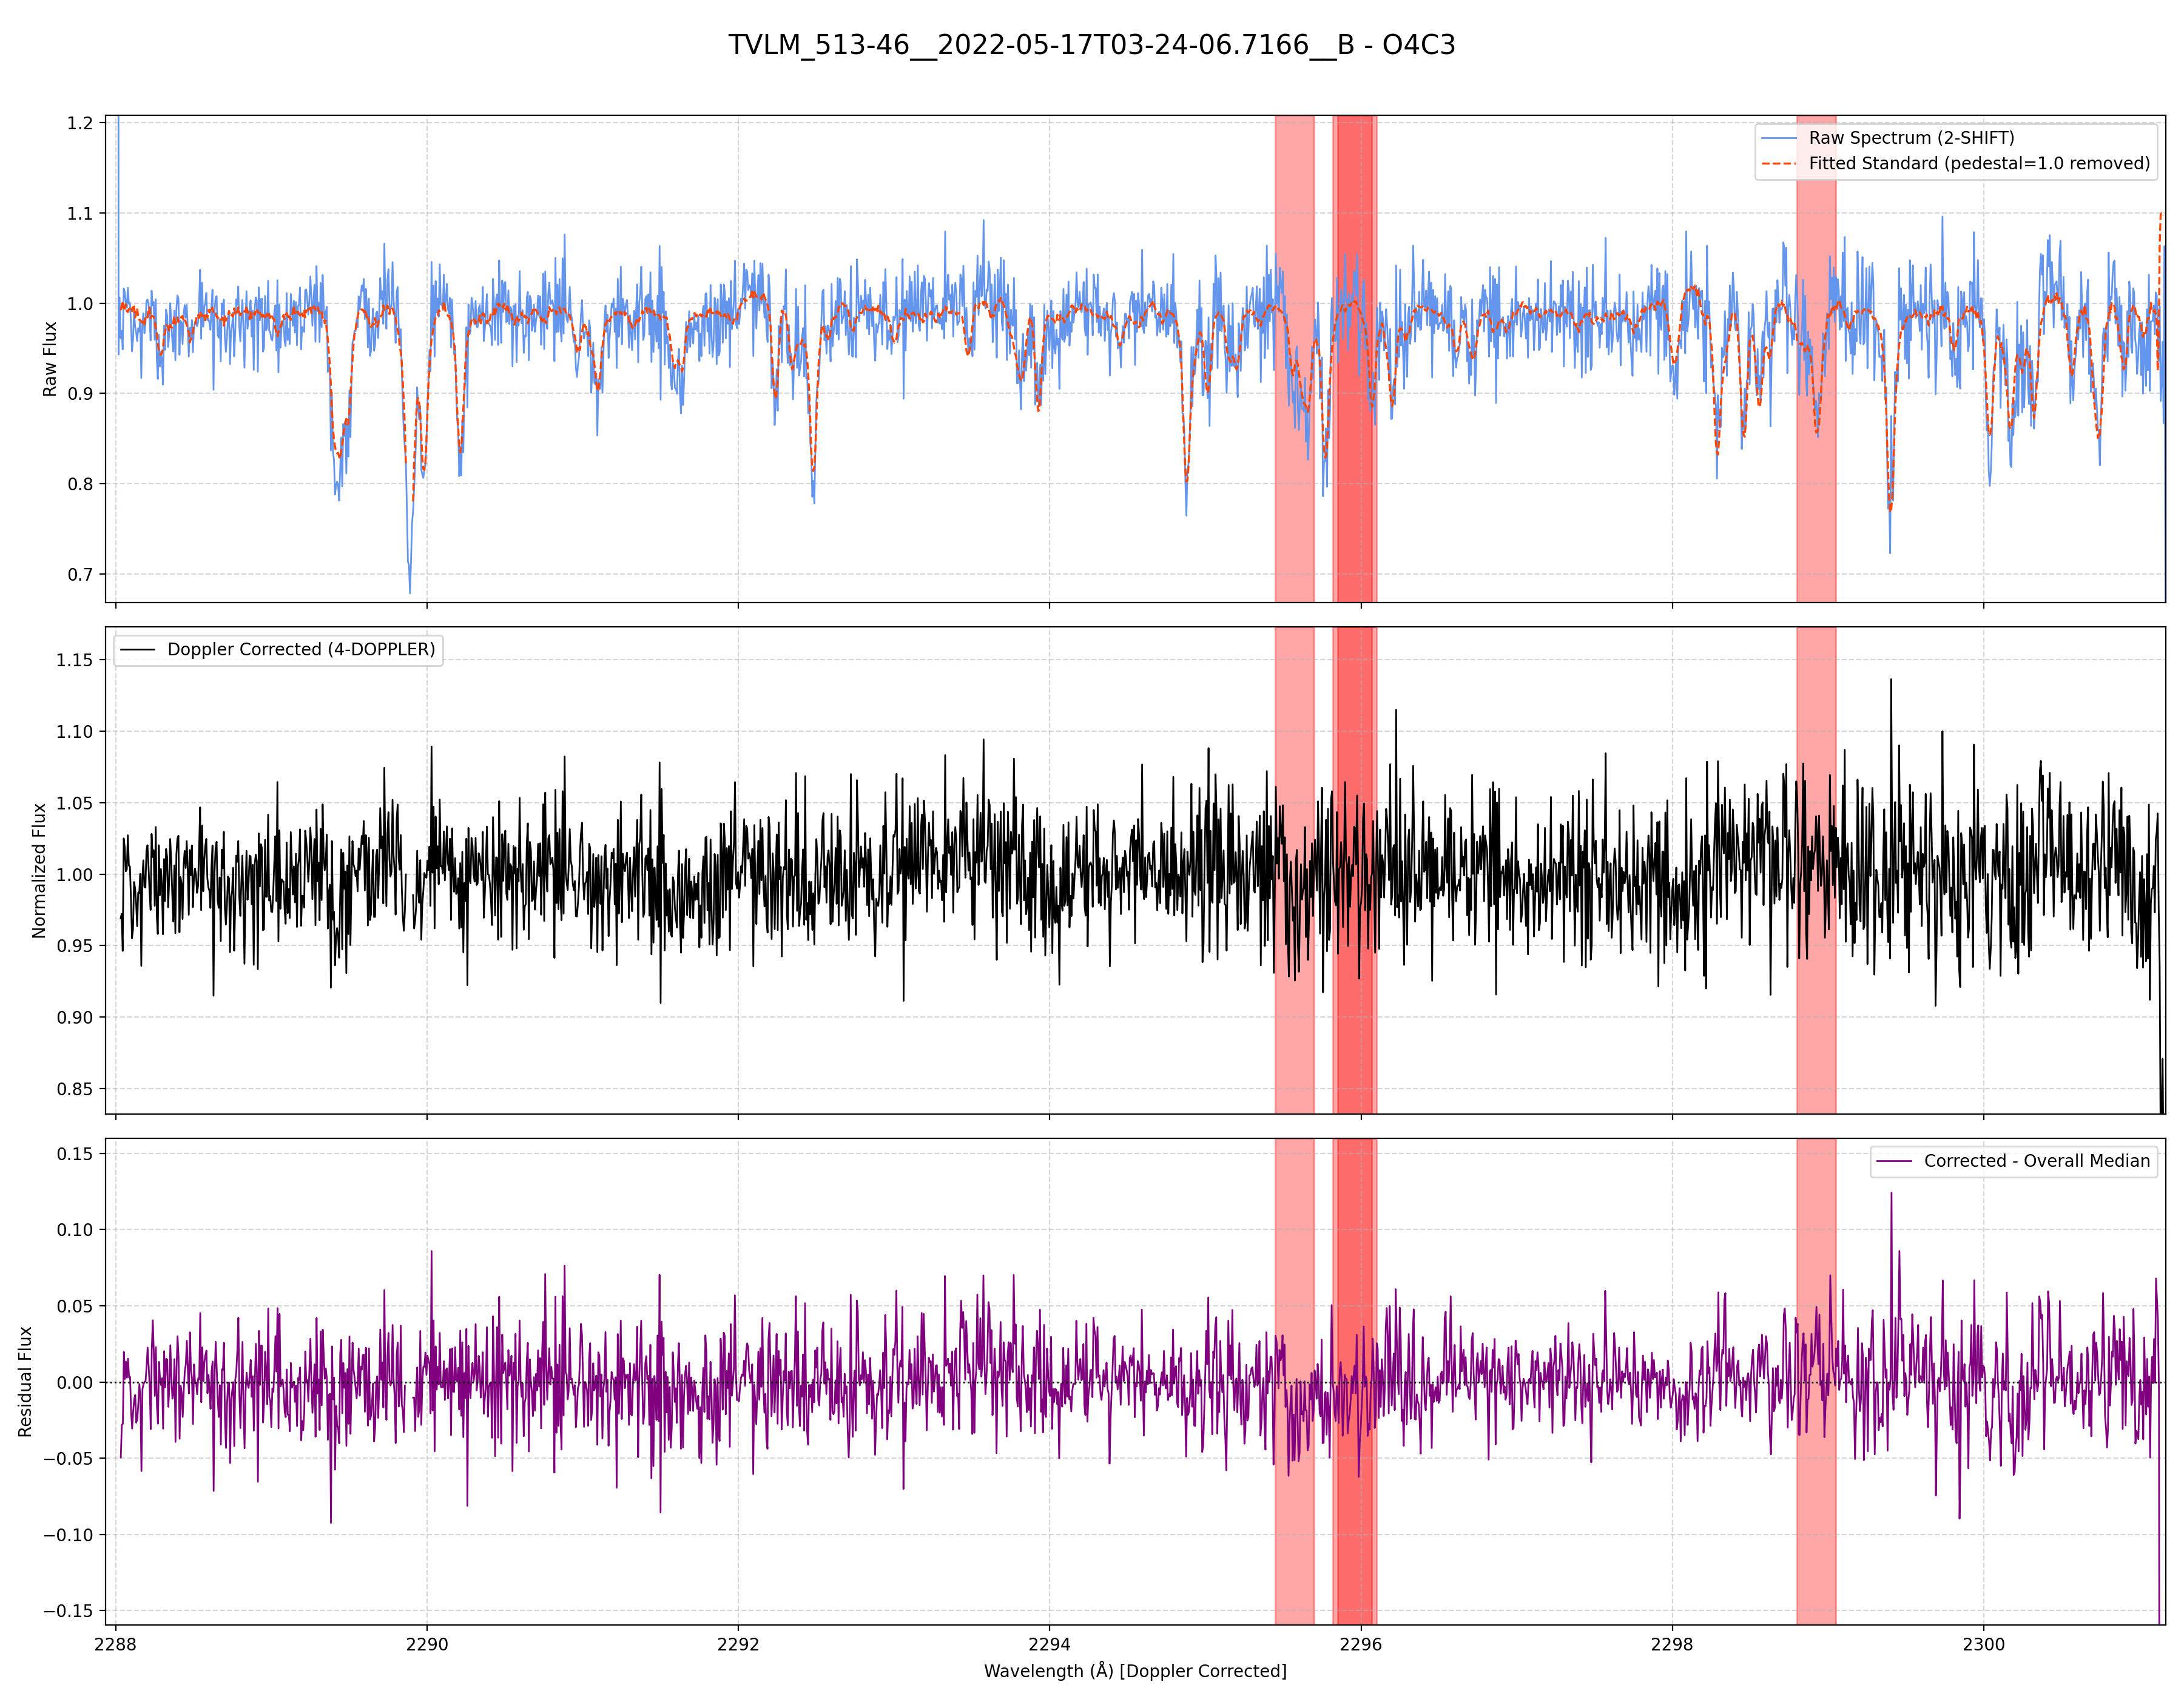 TVLM_513-46__2022-05-17T03-24-06.7166__B - O4C3
Raw Flux
1.2
1.1
1.0
0.9
0.8
0.7
Raw Spectrum (2-SHIFT)
Fitted Standard (pedestal=1.0 removed)
Normalized Flux
1.15
1.10
1.05
1.00
0.95
0.90
0.85
Doppler Corrected (4-DOPPLER)
Residual Flux
0.15
0.10
0.05
0.00
−0.05
−0.10
−0.15
Corrected - Overall Median
2288 2290 2292 2294 2296 2298 2300
Wavelength (Å) [Doppler Corrected]